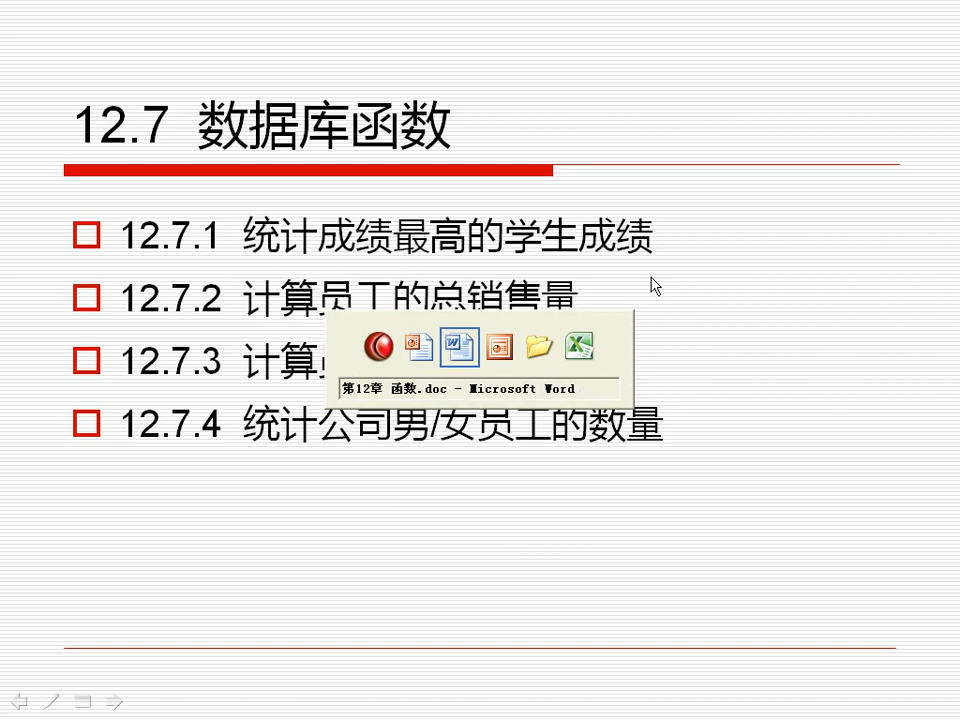 12.7 数据库函数
12.7.1 统计成绩最高的学生成绩
12.7.2 计算员工的总销售量
12.7.3 计算
第12章 函数.doc - Microsoft Word
12.7.4 统计公司男/女员工的数量